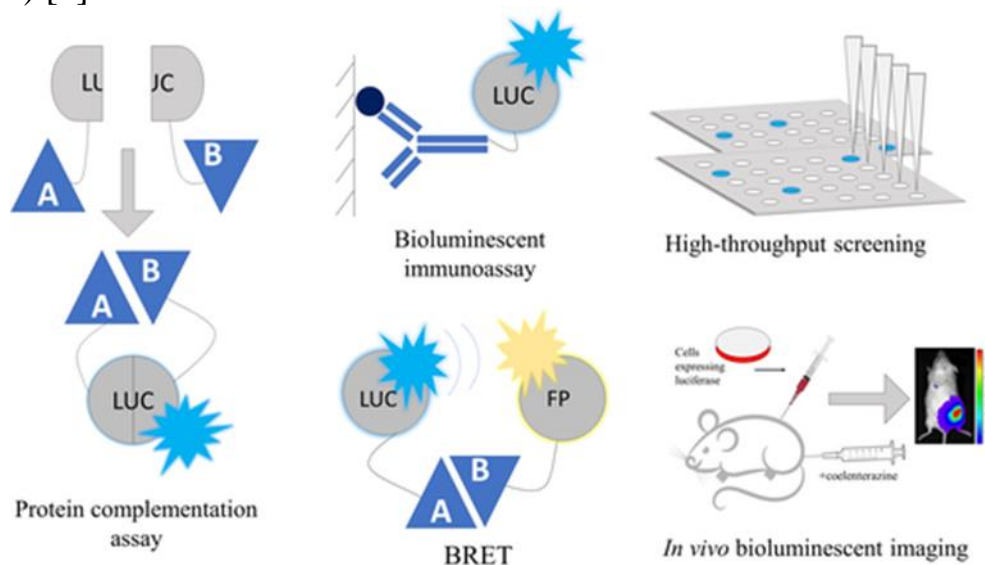 LU UC
A
B
A
B
LUC
Protein complementation
assay
LUC
Bioluminescent
immunoassay
High-throughput screening
LUC
FP
A
B
BRET
Cells
expressing
luciferase
+coelenterazine
In vivo bioluminescent imaging